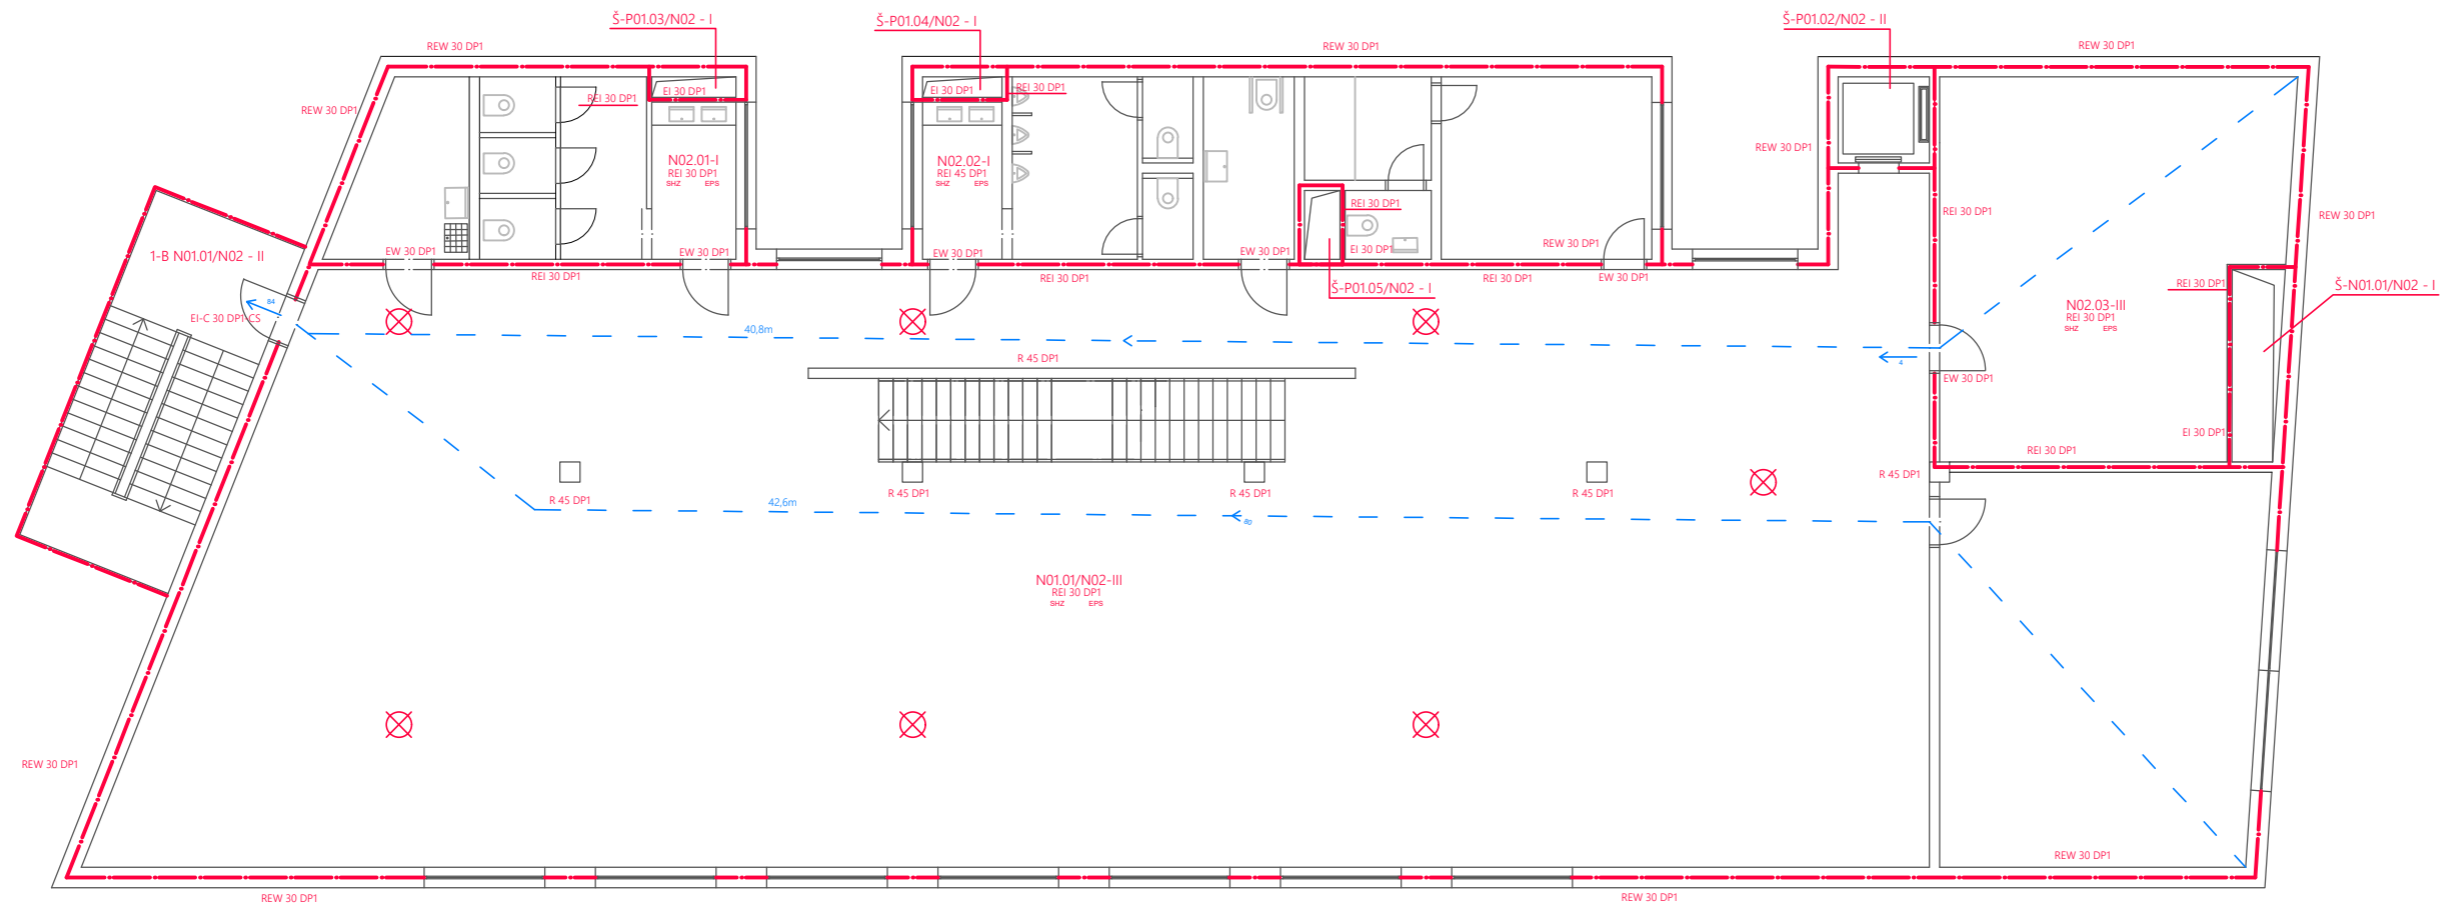 Š-P01.03/N02 - I
Š-P01.04/N02 - I
Š-P01.02/N02 - II
REW 30 DP1
REW 30 DP1
REW 30 DP1
REW 30 DP1
REI 30 DP1
EI 30 DP1
EI 30 DP1
REI 30 DP1
REW 30 DP1
N02.01-I
REI 30 DP1
SHZ EPS
N02.02-I
REI 45 DP1
SHZ EPS
REI 30 DP1
REI 30 DP1
REW 30 DP1
1-B N01.01/N02 - II
EW 30 DP1
EW 30 DP1
EW 30 DP1
EW 30 DP1
EI 30 DP1
REW 30 DP1
REI 30 DP1
REI 30 DP1
REI 30 DP1
EW 30 DP1
Š-P01.05/N02 - I
REI 30 DP1
Š-N01.01/N02 - I
N02.03-III
REI 30 DP1
SHZ EPS
84
EI-C 30 DP1-CS
40,8m
R 45 DP1
4
EW 30 DP1
EI 30 DP1
REI 30 DP1
R 45 DP1
R 45 DP1
R 45 DP1
R 45 DP1
R 45 DP1
42,6m
80
N01.01/N02-III
REI 30 DP1
SHZ EPS
REW 30 DP1
REW 30 DP1
REW 30 DP1
REW 30 DP1